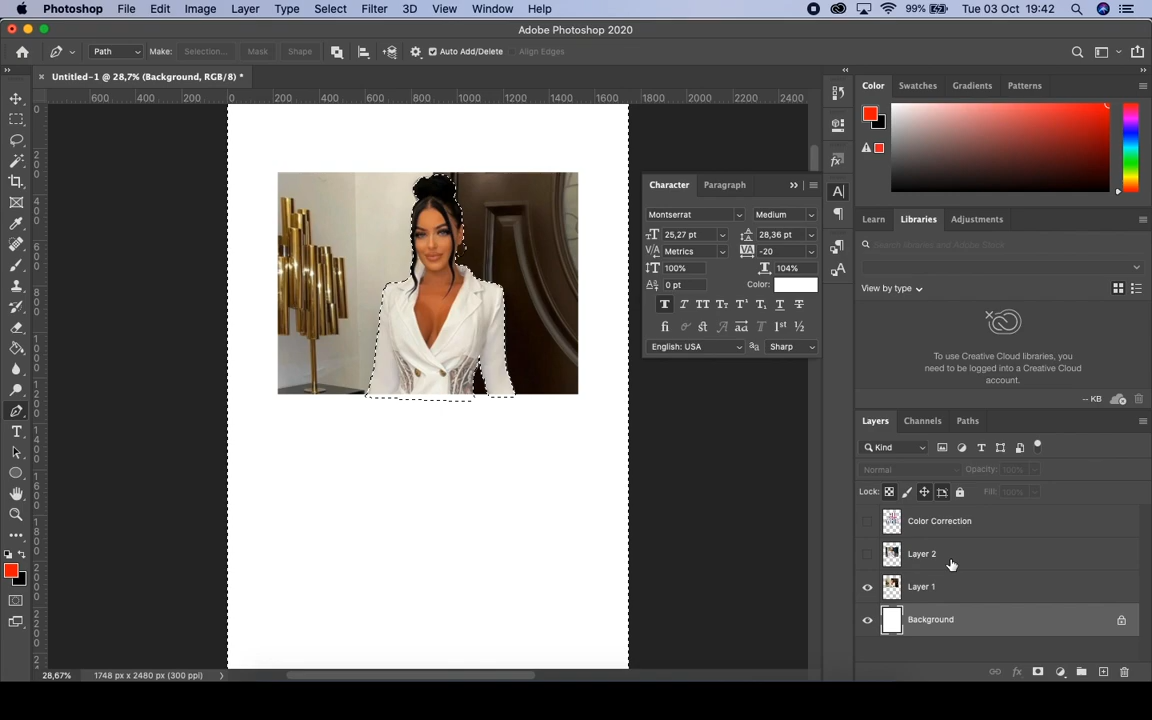 Photoshop File Edit Image Layer Type Select Filter 3D View Window Help 99% Tue 03 Oct 19:42
Adobe Photoshop 2020
Path Make: Selection... Mask Shape Auto Add/Delete Align Edges
Untitled-1 @ 28,7% (Background, RGB/8) *
600 400 200 0 200 400 600 800 1000 1200 1400 1600 1800 2000 2200 2400
Color Swatches Gradients Patterns
Character Paragraph
Montserrat Medium
25,27 pt 28,36 pt
Metrics -20
100% 104%
0 pt Color:
English: USA Sharp
Learn Libraries Adjustments
Search libraries and Adobe Stock
View by type
To use Creative Cloud libraries, you
need to be logged into a Creative Cloud
account.
-- KB
Layers Channels Paths
Kind
Normal Opacity: 100%
Lock: Fill: 100%
Color Correction
Layer 2
Layer 1
Background
28,67% 1748 px x 2480 px (300 ppi)